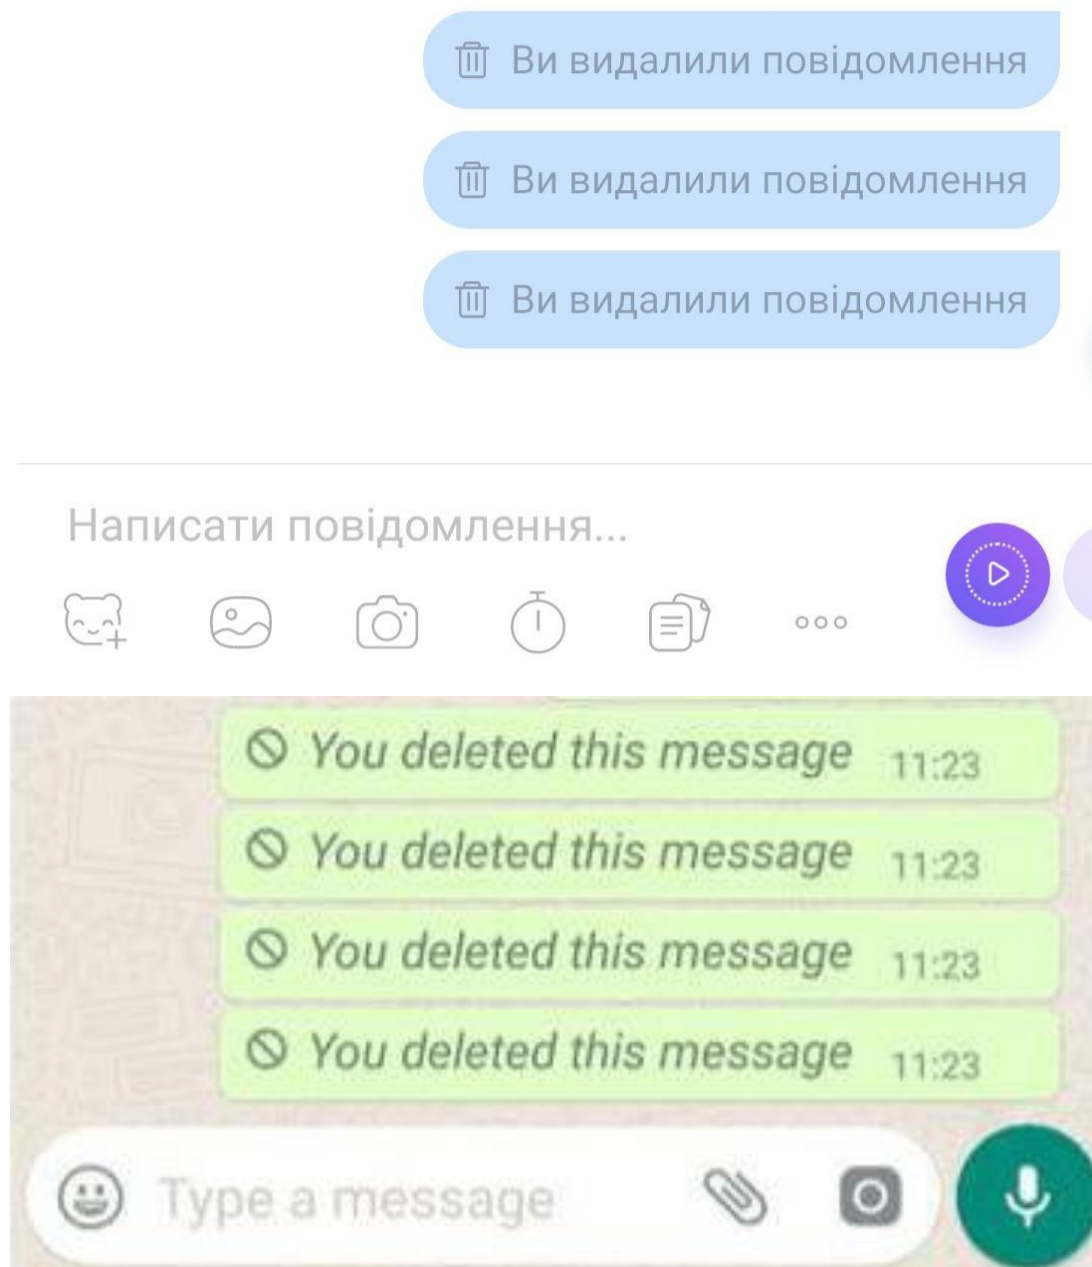 Ви видалили повідомлення
Ви видалили повідомлення
Ви видалили повідомлення
Написати повідомлення...
You deleted this message 11:23
You deleted this message 11:23
You deleted this message 11:23
You deleted this message 11:23
Type a message